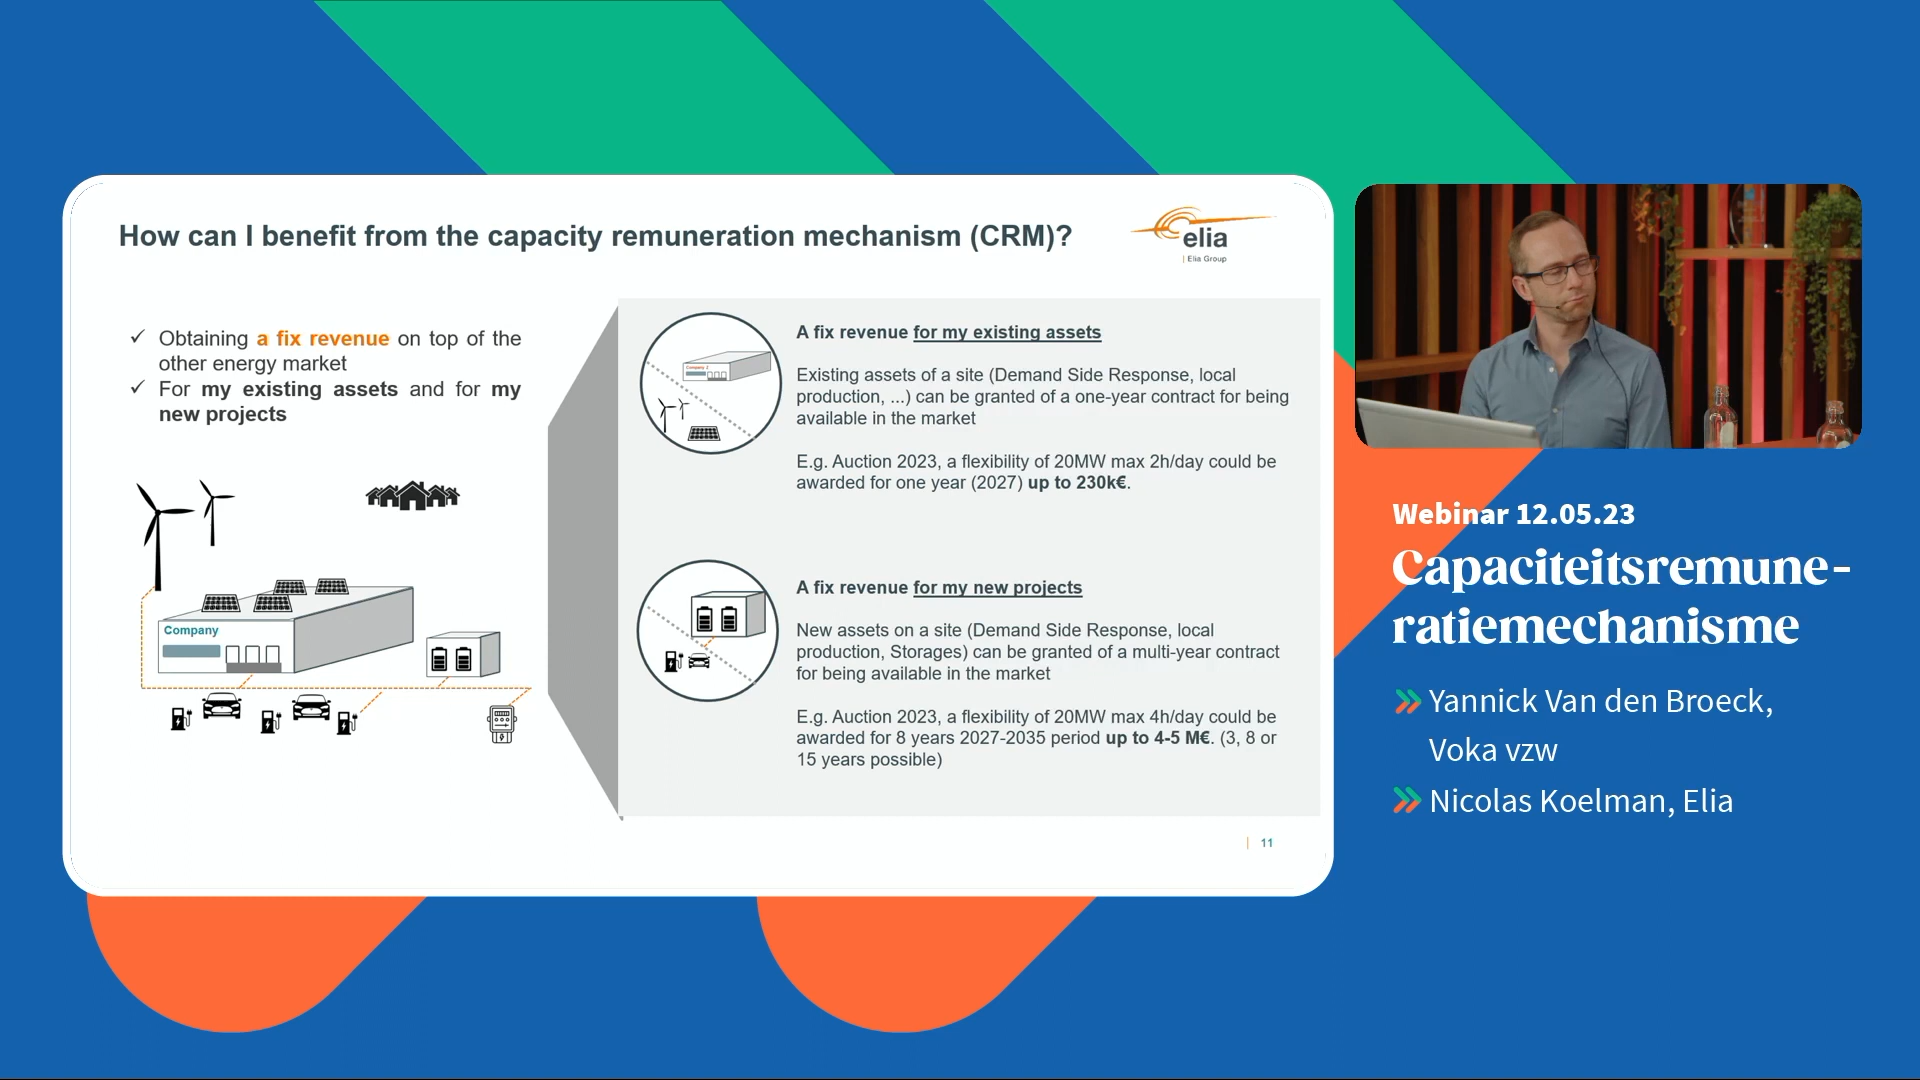 How can I benefit from the capacity remuneration mechanism (CRM)?
elia
| Elia Group
✓ Obtaining a fix revenue on top of the
other energy market
✓ For my existing assets and for my
new projects
Company
A fix revenue for my existing assets
Existing assets of a site (Demand Side Response, local
production, ...) can be granted of a one-year contract for being
available in the market
E.g. Auction 2023, a flexibility of 20MW max 2h/day could be
awarded for one year (2027) up to 230k€.
Company 2
A fix revenue for my new projects
New assets on a site (Demand Side Response, local
production, Storages) can be granted of a multi-year contract
for being available in the market
E.g. Auction 2023, a flexibility of 20MW max 4h/day could be
awarded for 8 years 2027-2035 period up to 4-5 M€. (3, 8 or
15 years possible)
| 11
Webinar 12.05.23
Capaciteitsremune-
ratiemechanisme
Yannick Van den Broeck,
Voka vzw
Nicolas Koelman, Elia